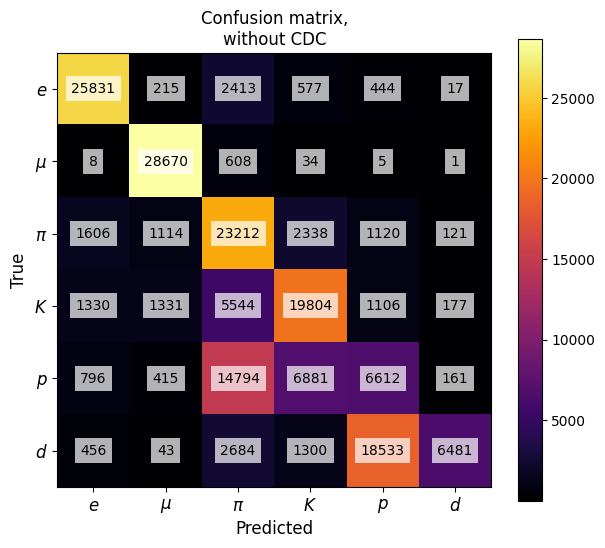 Confusion matrix,
without CDC
e 25831 215 2413 577 444 17
μ 8 28670 608 34 5 1
π 1606 1114 23212 2338 1120 121
K 1330 1331 5544 19804 1106 177
p 796 415 14794 6881 6612 161
d 456 43 2684 1300 18533 6481
e μ π K p d
Predicted
True
25000
20000
15000
10000
5000